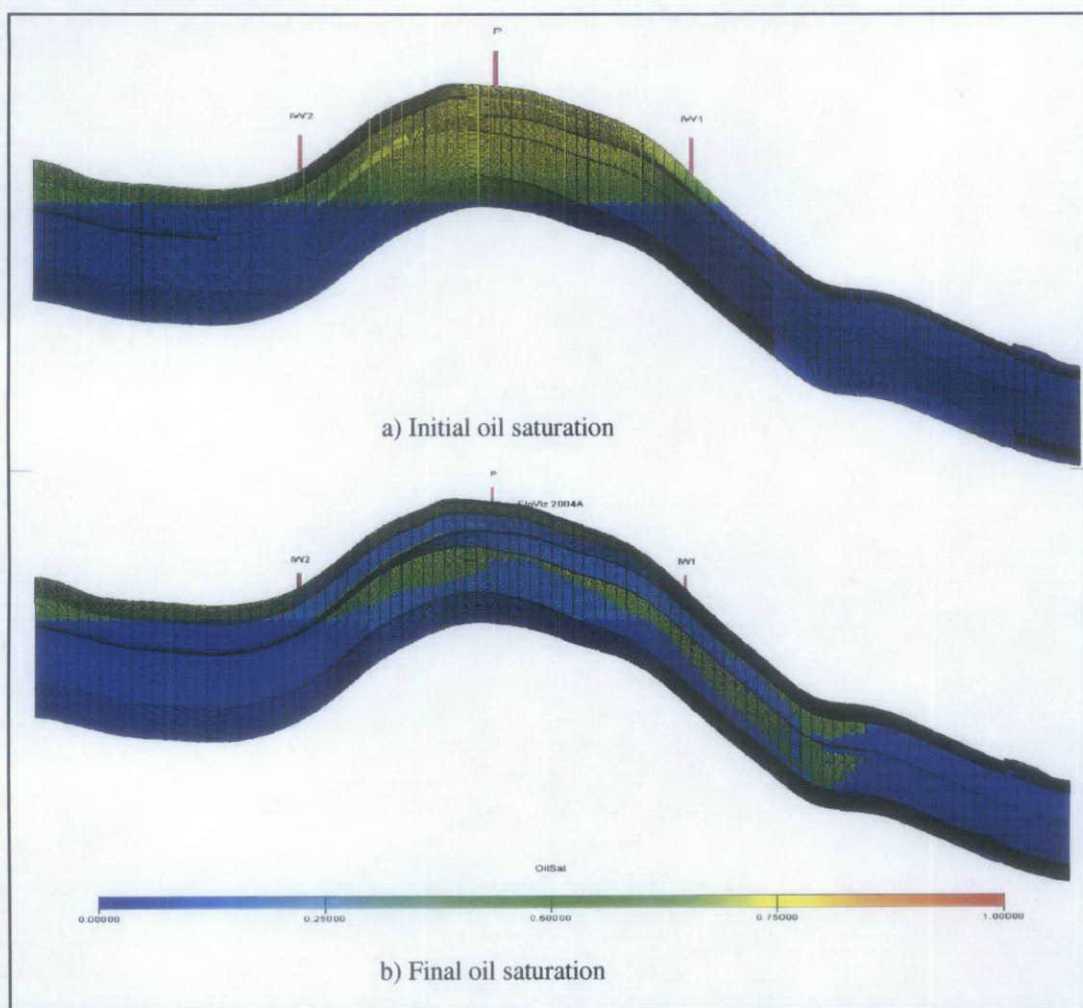 P
IW2
IW1
a) Initial oil saturation
P
2004A
IW2
IW1
OilSat
0.00000 0.25000 0.50000 0.75000 1.00000
b) Final oil saturation